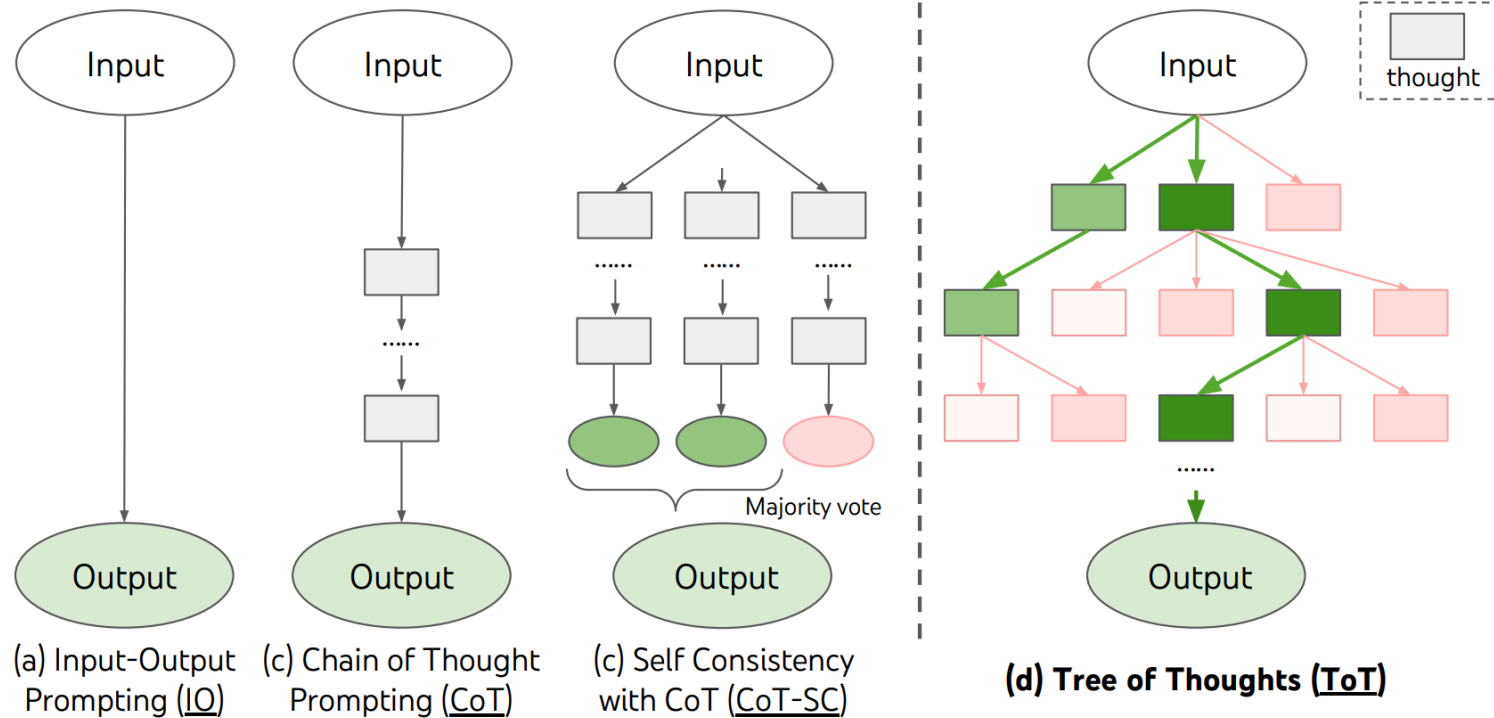 Input
Input
Input
Input
thought
......
......
......
......
Majority vote
......
Output
Output
Output
Output
(a) Input-Output
Prompting (IO)
(c) Chain of Thought
Prompting (CoT)
(c) Self Consistency
with CoT (CoT-SC)
(d) Tree of Thoughts (ToT)